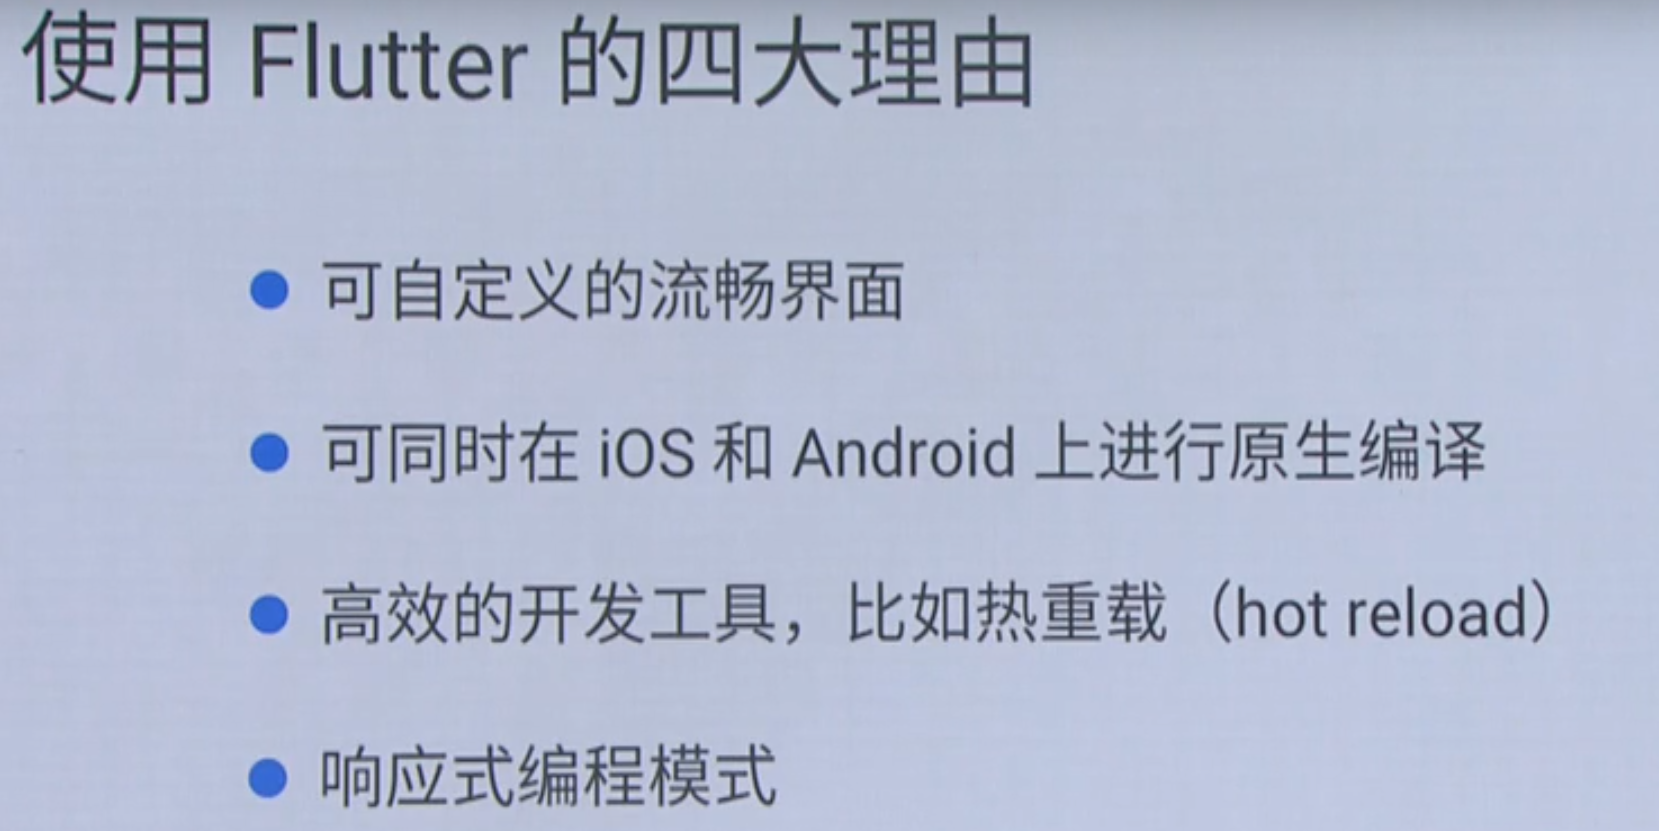 使用 Flutter 的四大理由
可自定义的流畅界面
可同时在 iOS 和 Android 上进行原生编译
高效的开发工具，比如热重载（hot reload）
响应式编程模式